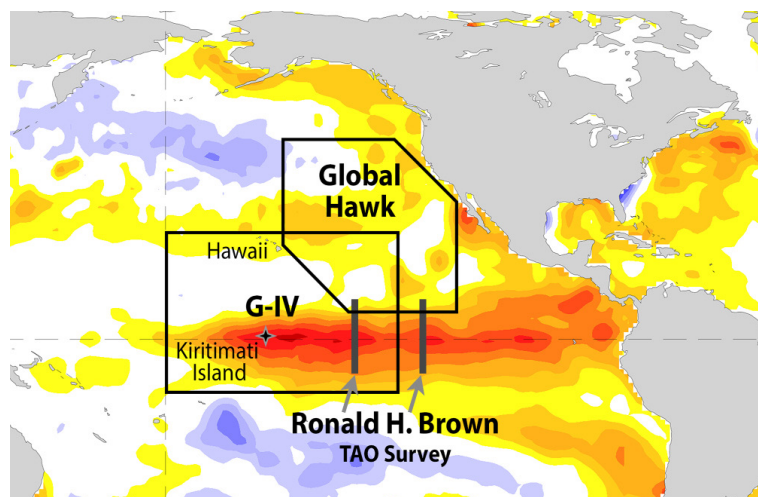 Global
Hawk
Hawaii
G-IV
Kiritimati
Island
Ronald H. Brown
TAO Survey